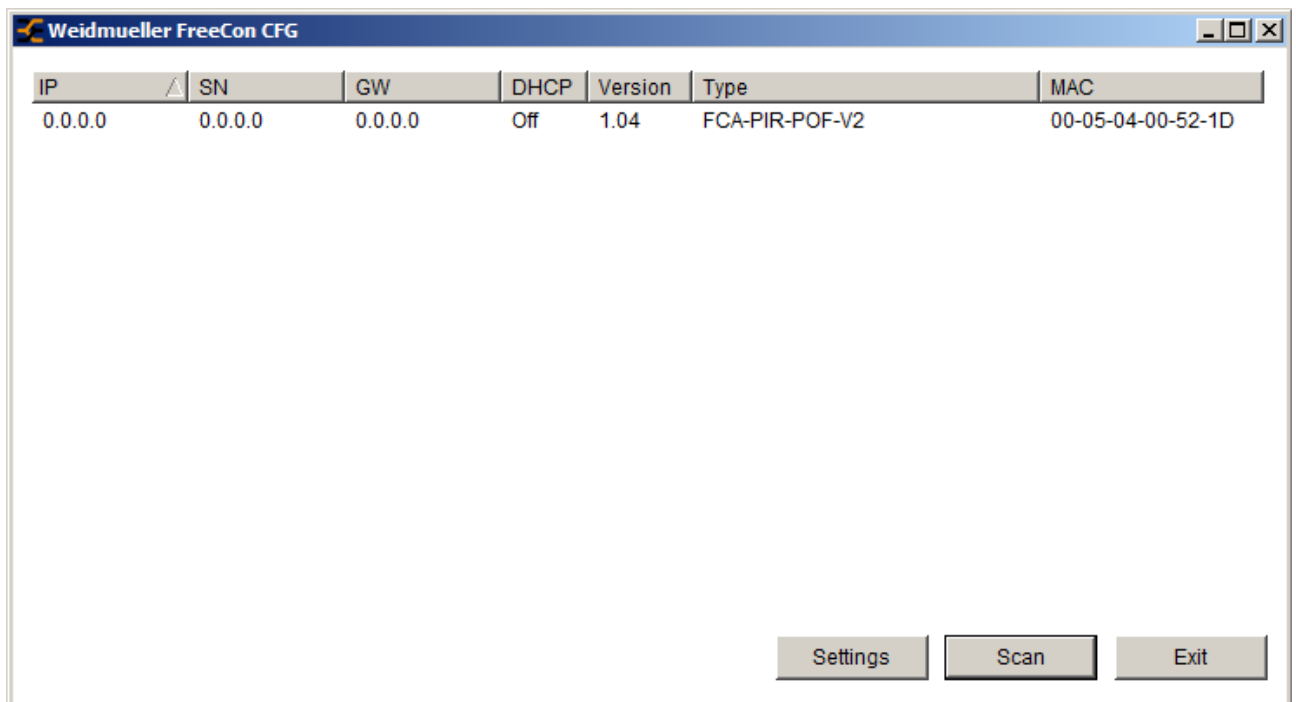 Weidmueller FreeCon CFG
IP SN GW DHCP Version Type MAC
0.0.0.0 0.0.0.0 0.0.0.0 Off 1.04 FCA-PIR-POF-V2 00-05-04-00-52-1D
Settings Scan Exit